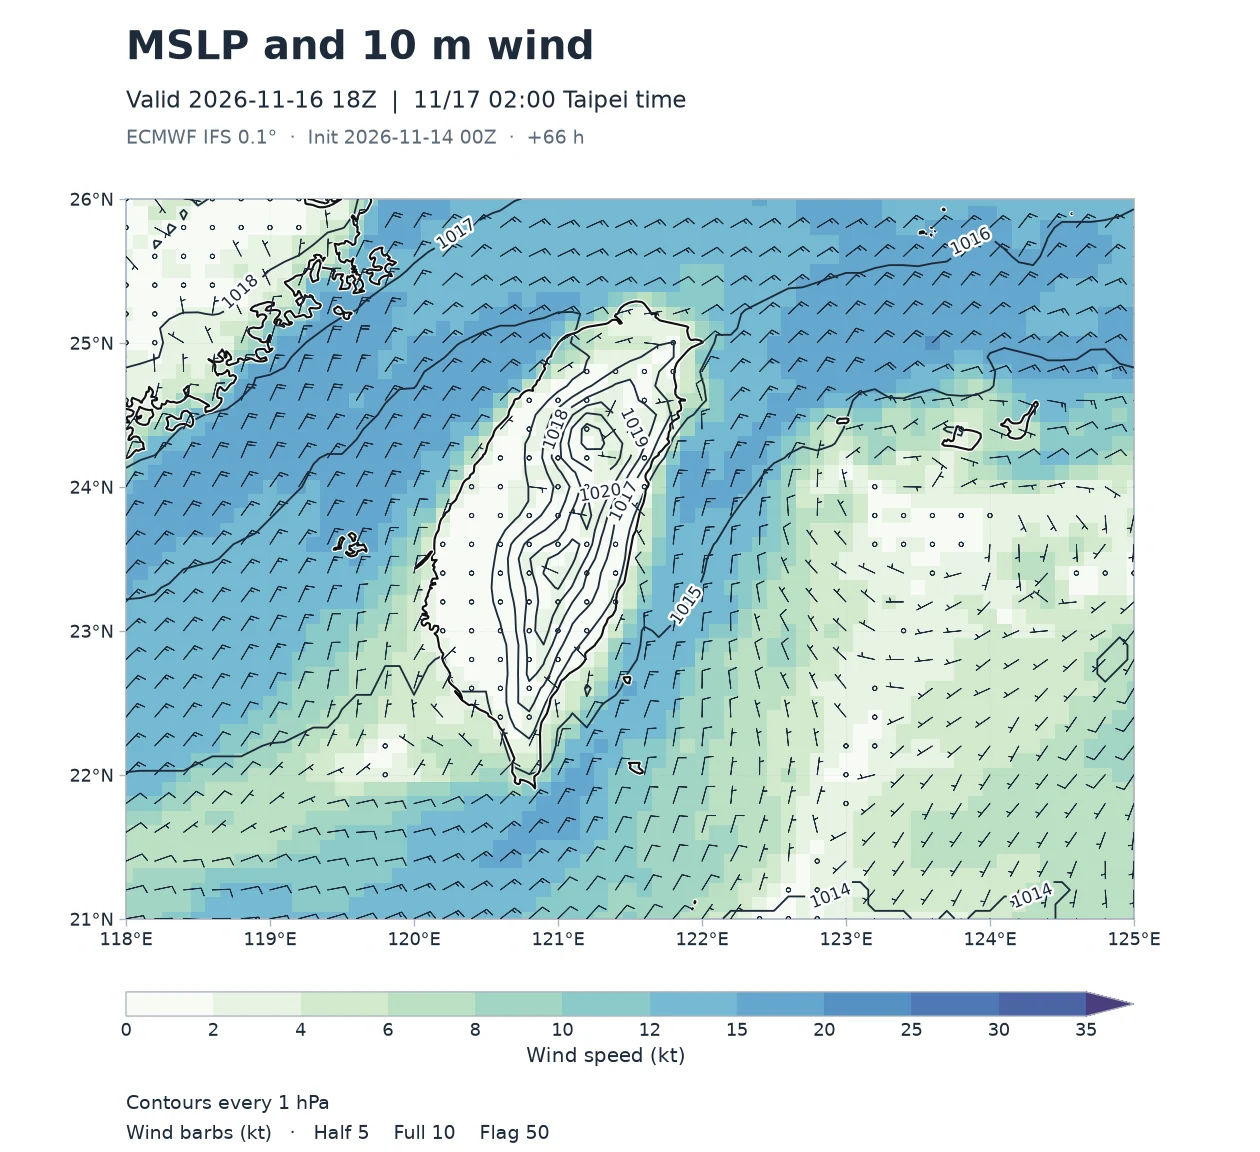 MSLP and 10 m wind
Valid 2026-11-16 18Z | 11/17 02:00 Taipei time
ECMWF IFS 0.1° · Init 2026-11-14 00Z · +66 h
26°N
25°N
24°N
23°N
22°N
21°N
1017
1016
1018
1018
1019
1020
1017
1015
1014
1014
118°E 119°E 120°E 121°E 122°E 123°E 124°E 125°E
0 2 4 6 8 10 12 15 20 25 30 35
Wind speed (kt)
Contours every 1 hPa
Wind barbs (kt) · Half 5 Full 10 Flag 50